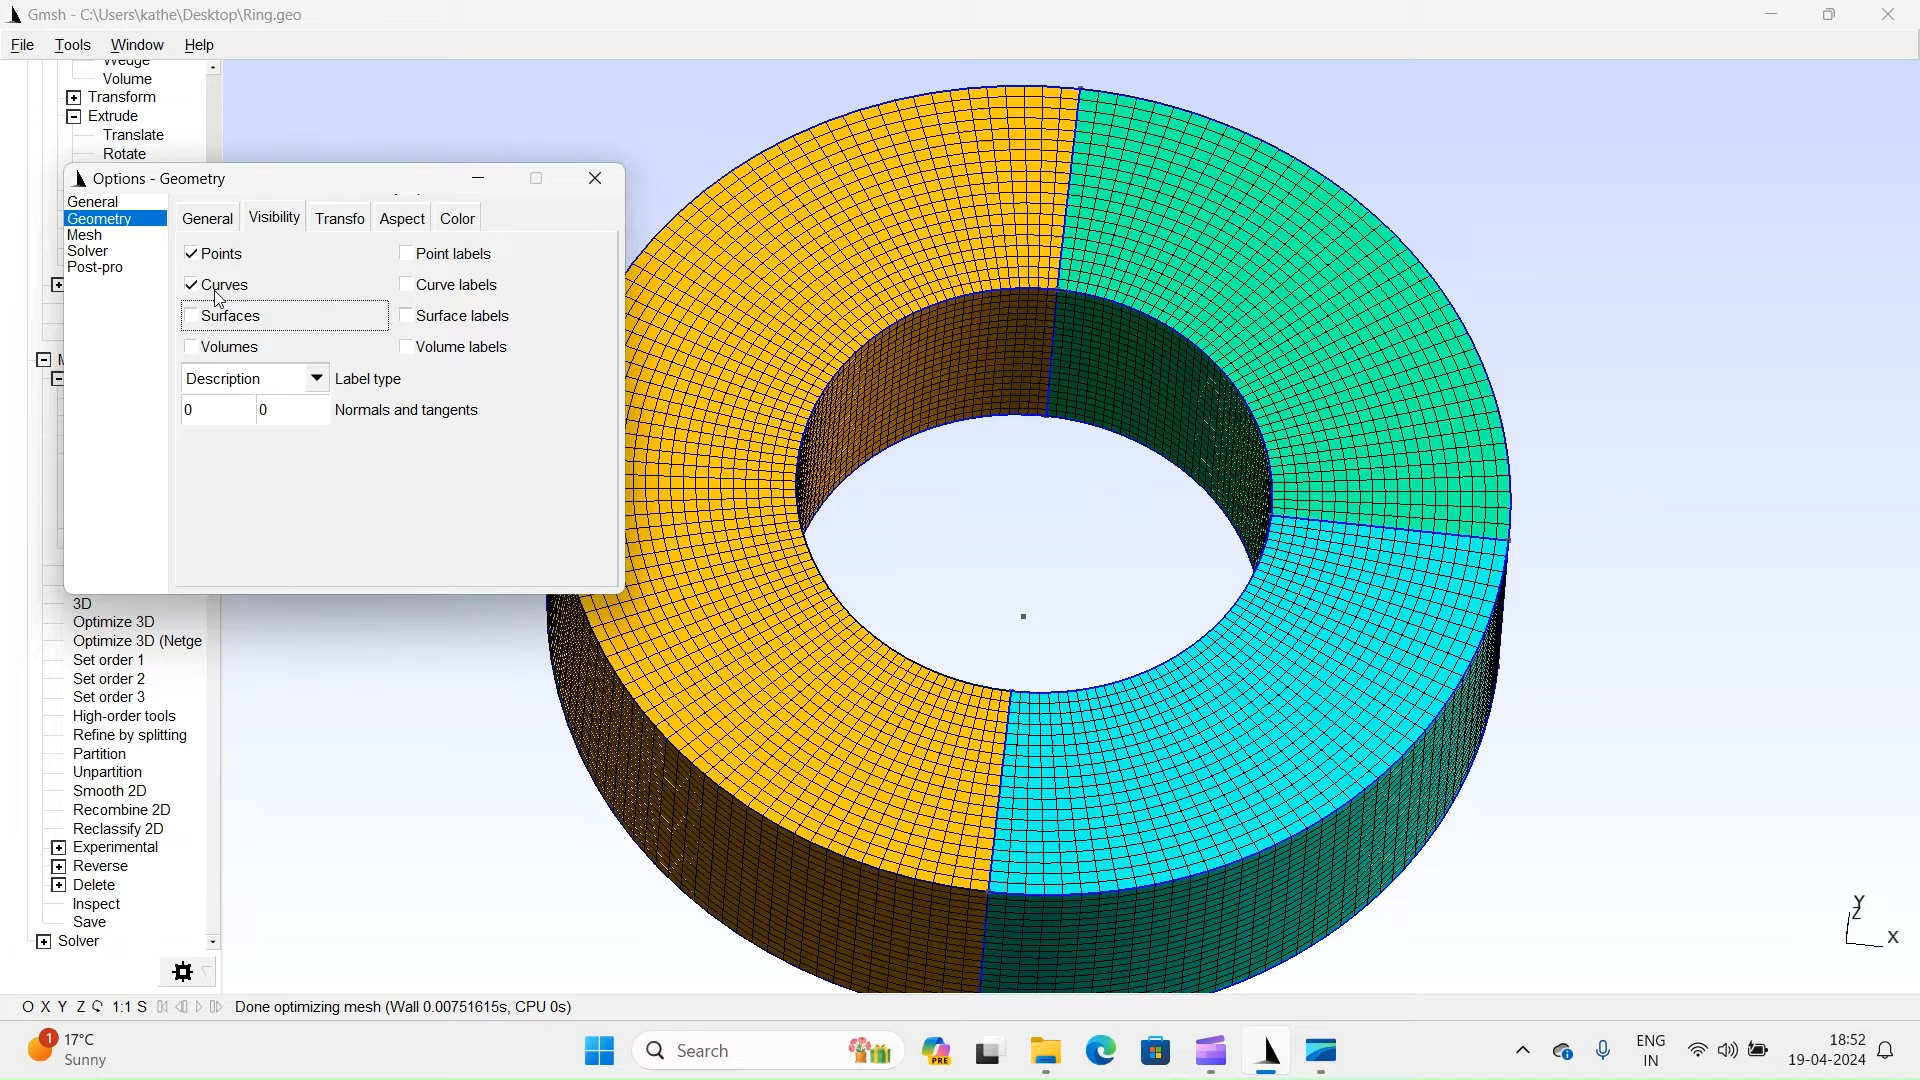 Gmsh - C:\Users\kathe\Desktop\Ring.geo
File Tools Window Help
Wedge
Volume
Transform
Extrude
Translate
Rotate
Options - Geometry
General
Geometry
Mesh
Solver
Post-pro
General Visibility Transfo Aspect Color
Points Point labels
Curves Curve labels
Surfaces Surface labels
Volumes Volume labels
Description Label type
0 0 Normals and tangents
3D
Optimize 3D
Optimize 3D (Netge
Set order 1
Set order 2
Set order 3
High-order tools
Refine by splitting
Partition
Unpartition
Smooth 2D
Recombine 2D
Reclassify 2D
Experimental
Reverse
Delete
Inspect
Save
Solver
Y
Z
X
O X Y Z 1:1 S Done optimizing mesh (Wall 0.00751615s, CPU 0s)
1 17°C
Sunny
Search
PRE
ENG
IN
18:52
19-04-2024